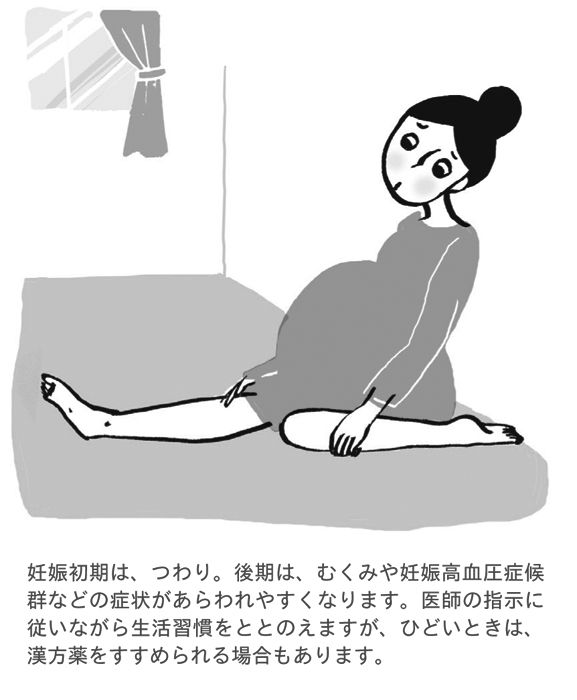 妊娠初期は、つわり。後期は、むくみや妊娠高血圧症候
群などの症状があらわれやすくなります。医師の指示に
従いながら生活習慣をととのえますが、ひどいときは、
漢方薬をすすめられる場合もあります。